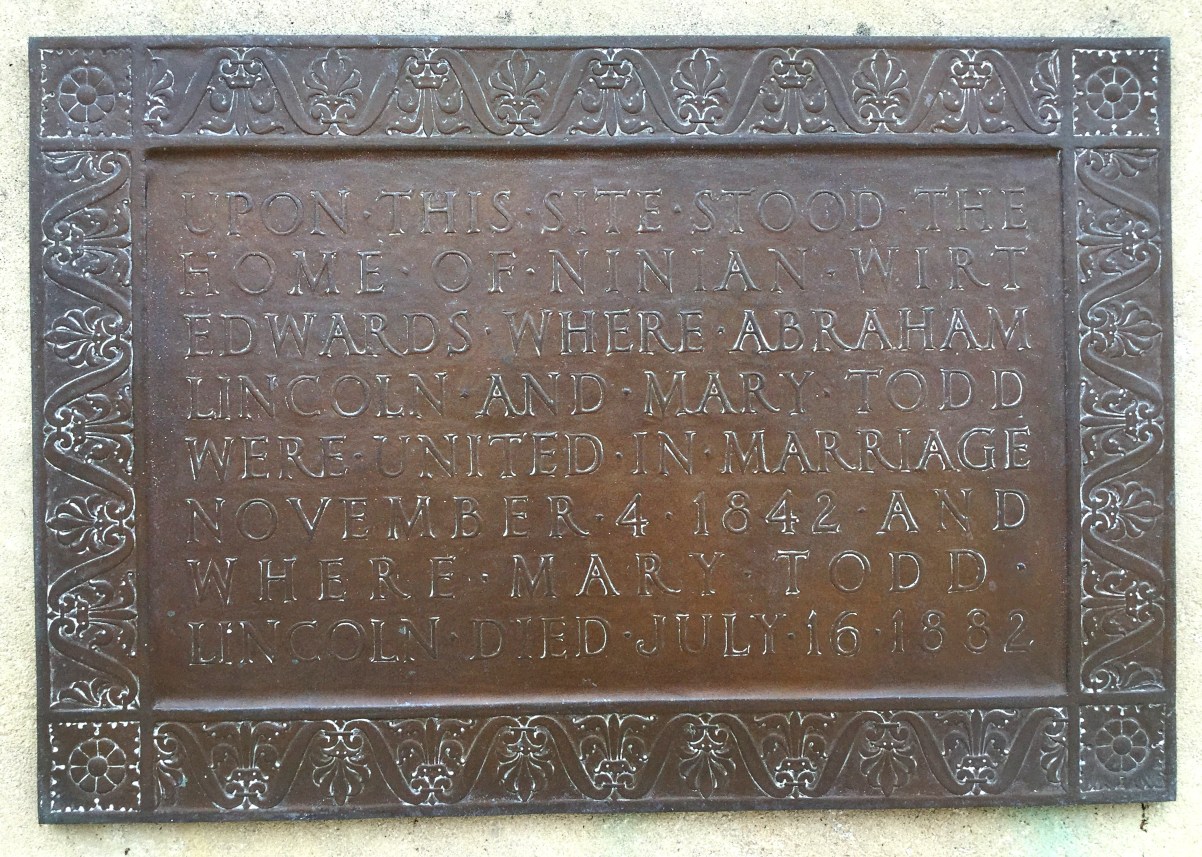 UPON·THIS·SITE·STOOD·THE
HOME·OF·NINIAN·WIRT
EDWARDS·WHERE·ABRAHAM
LINCOLN·AND·MARY·TODD
WERE·UNITED·IN·MARRIAGE
NOVEMBER·4·1842·AND
WHERE·MARY·TODD·
LINCOLN·DIED·JULY·16·1882